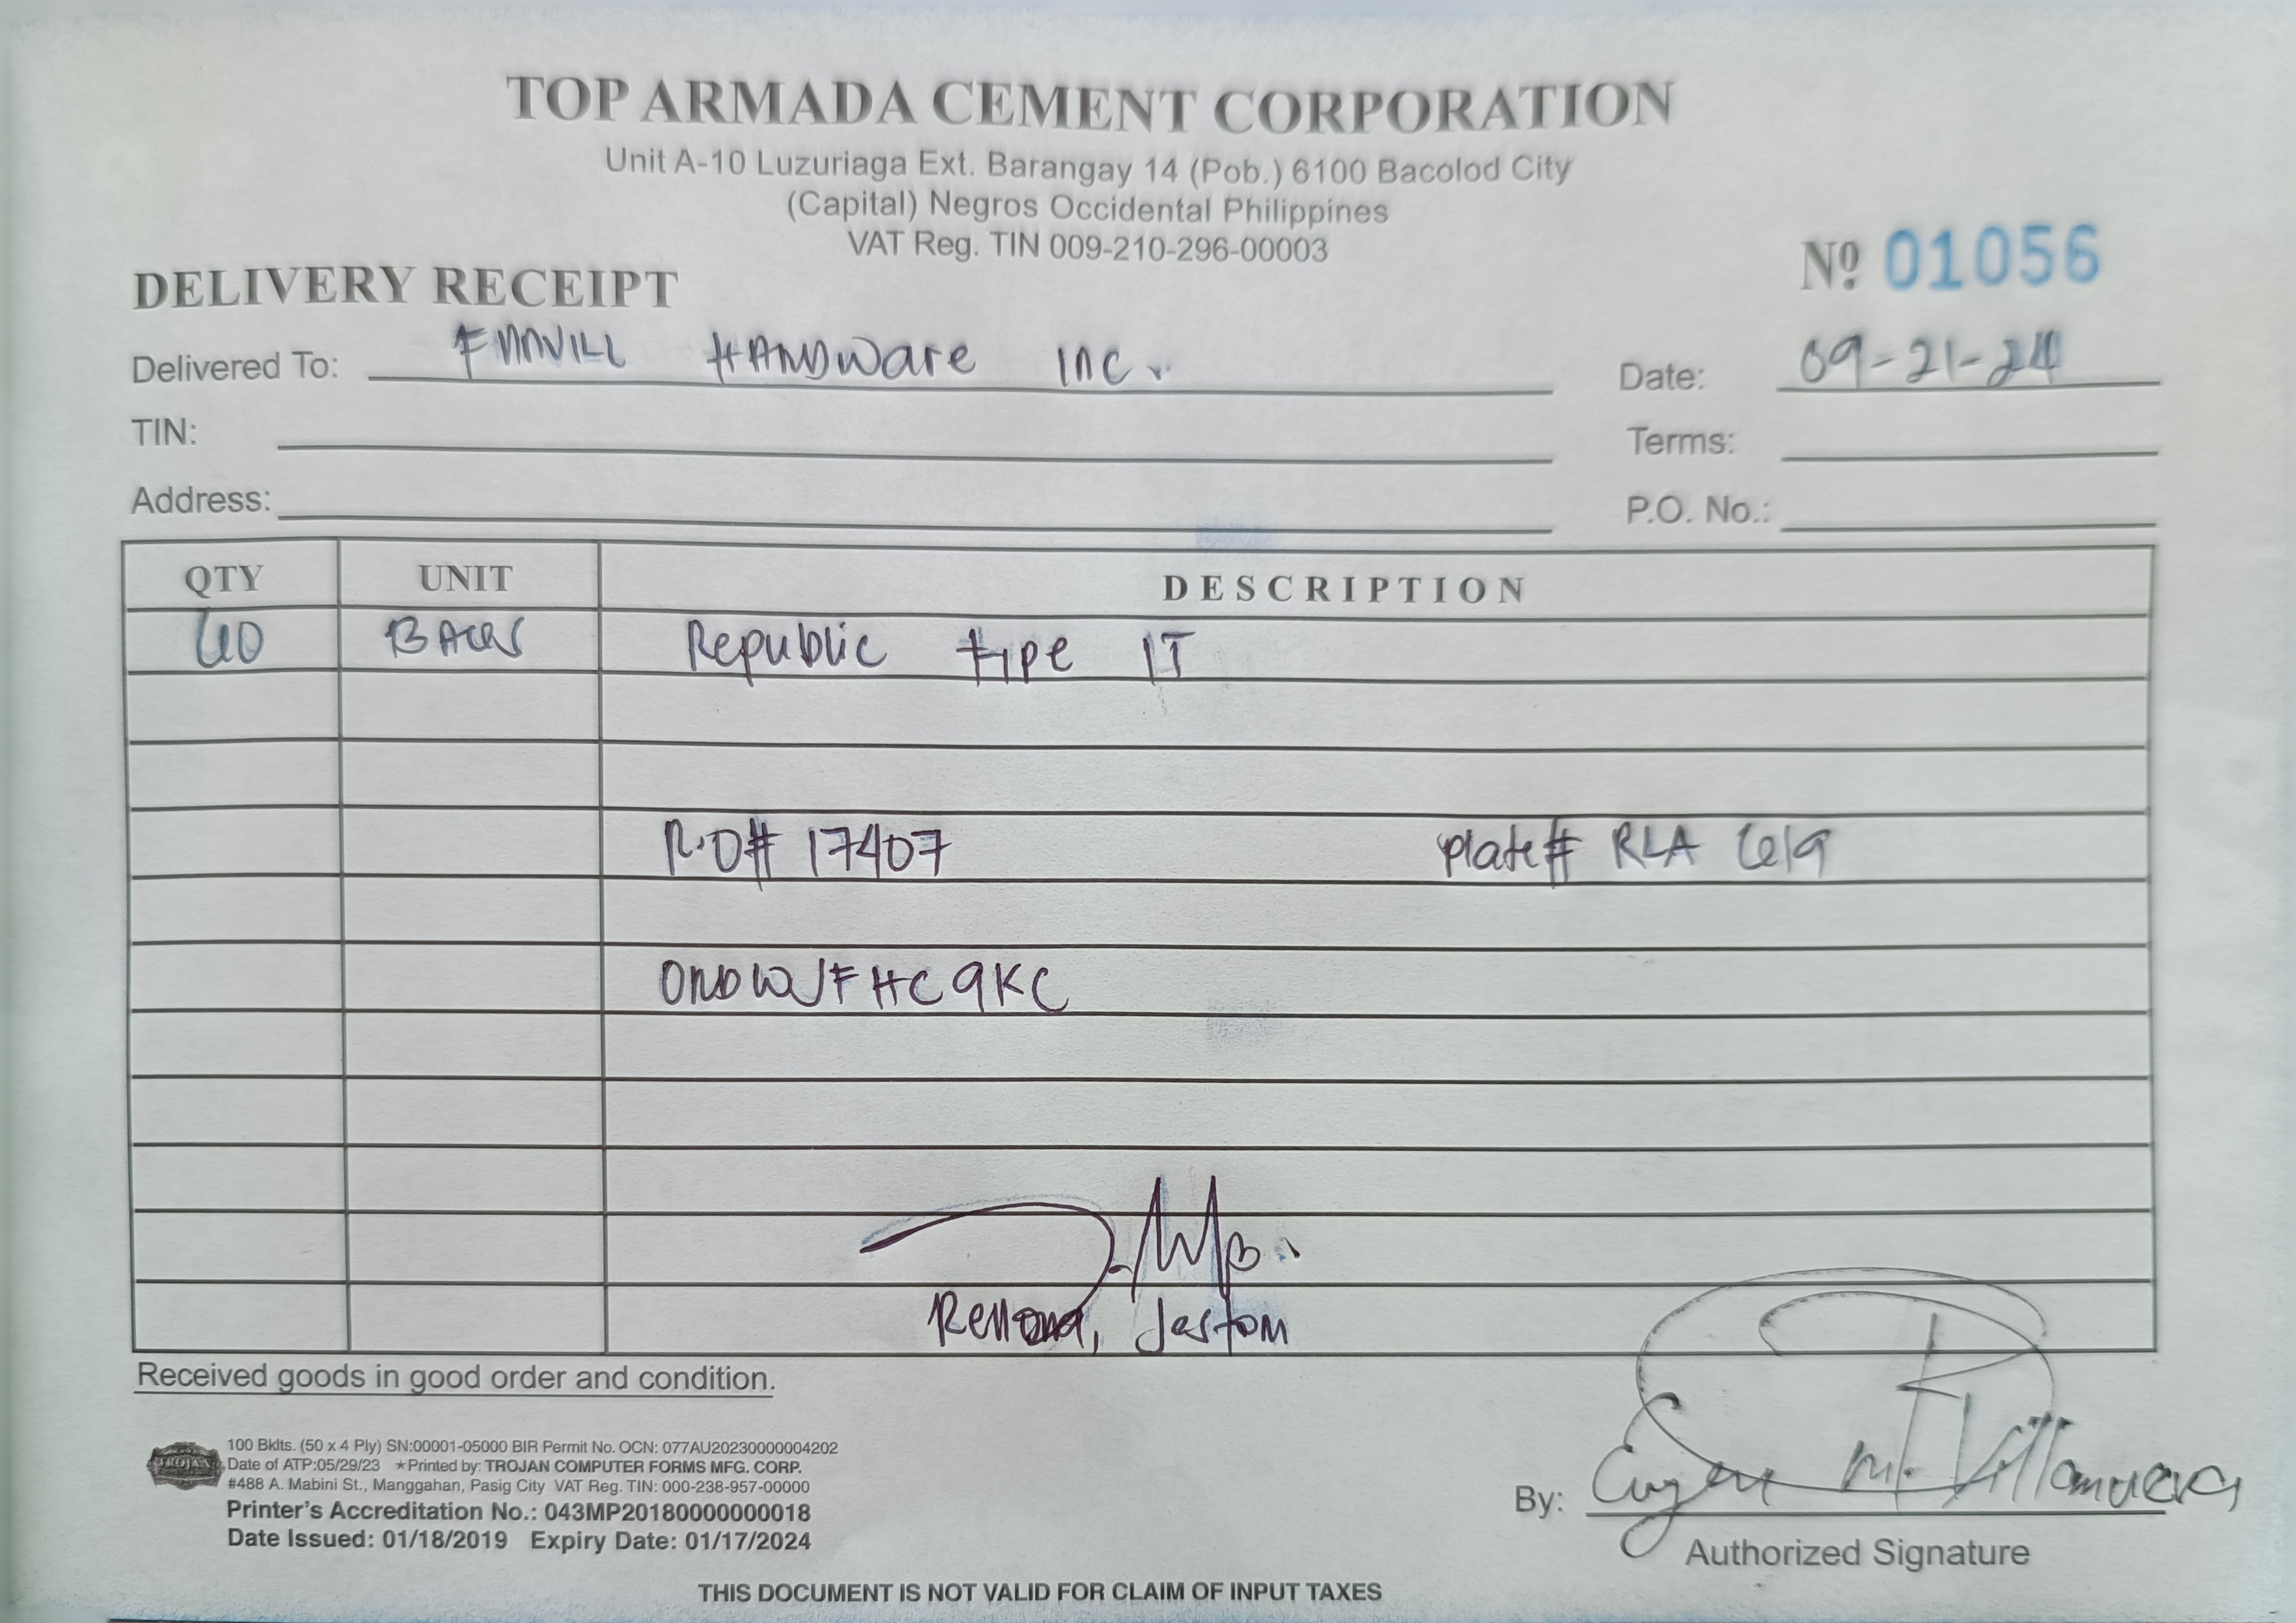 TOP ARMADA CEMENT CORPORATION
Unit A-10 Luzuriaga Ext. Barangay 14 (Pob.) 6100 Bacolod City
(Capital) Negros Occidental Philippines
VAT Reg. TIN 009-210-296-00003
DELIVERY RECEIPT
Nº 01056
Delivered To: HARDWare Inc.
Date: 09-21-24
TIN:
Terms:
Address:
P.O. No.:
QTY UNIT DESCRIPTION
BAGS Republic type 1T
R.O# 17407 plate# RLA 619
Jaston
Received goods in good order and condition.
TROJAN
100 Bklts. (50 x 4 Ply) SN:00001-05000 BIR Permit No. OCN: 077AU20230000004202
Date of ATP:05/29/23 ★Printed by: TROJAN COMPUTER FORMS MFG. CORP.
#488 A. Mabini St., Manggahan, Pasig City VAT Reg. TIN: 000-238-957-00000
Printer's Accreditation No.: 043MP20180000000018
Date Issued: 01/18/2019 Expiry Date: 01/17/2024
By: Eugene M. Villanueva
Authorized Signature
THIS DOCUMENT IS NOT VALID FOR CLAIM OF INPUT TAXES